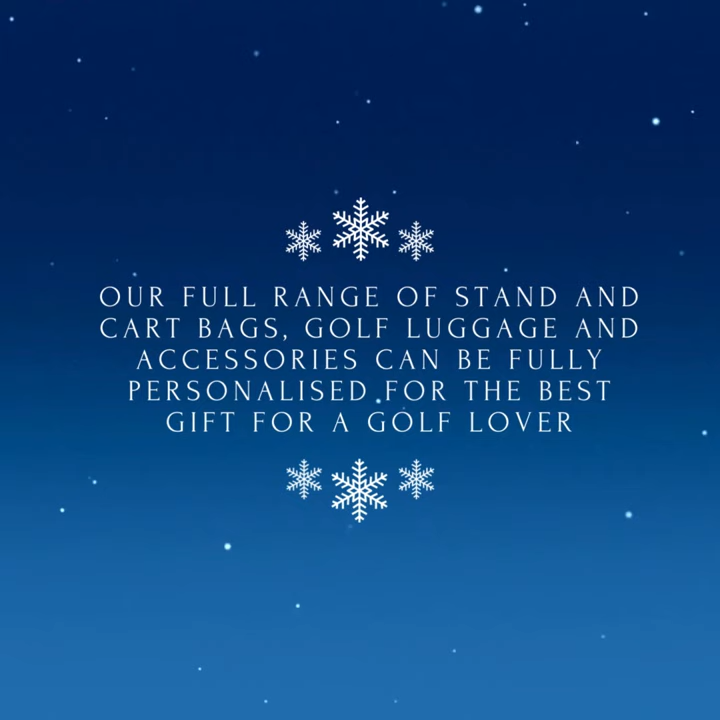 OUR FULL RANGE OF STAND AND
CART BAGS, GOLF LUGGAGE AND
ACCESSORIES CAN BE FULLY
PERSONALISED FOR THE BEST
GIFT FOR A GOLF LOVER